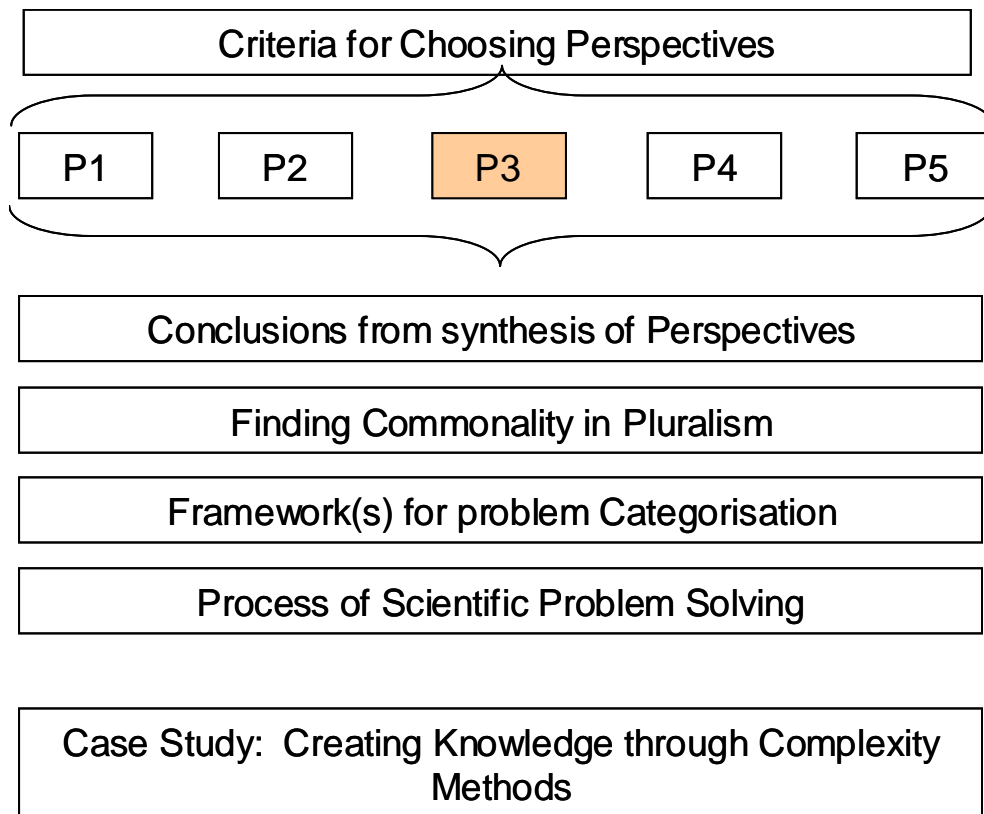 Criteria for Choosing Perspectives
P1 P2 P3 P4 P5
Conclusions from synthesis of Perspectives
Finding Commonality in Pluralism
Framework(s) for problem Categorisation
Process of Scientific Problem Solving
Case Study: Creating Knowledge through Complexity
Methods